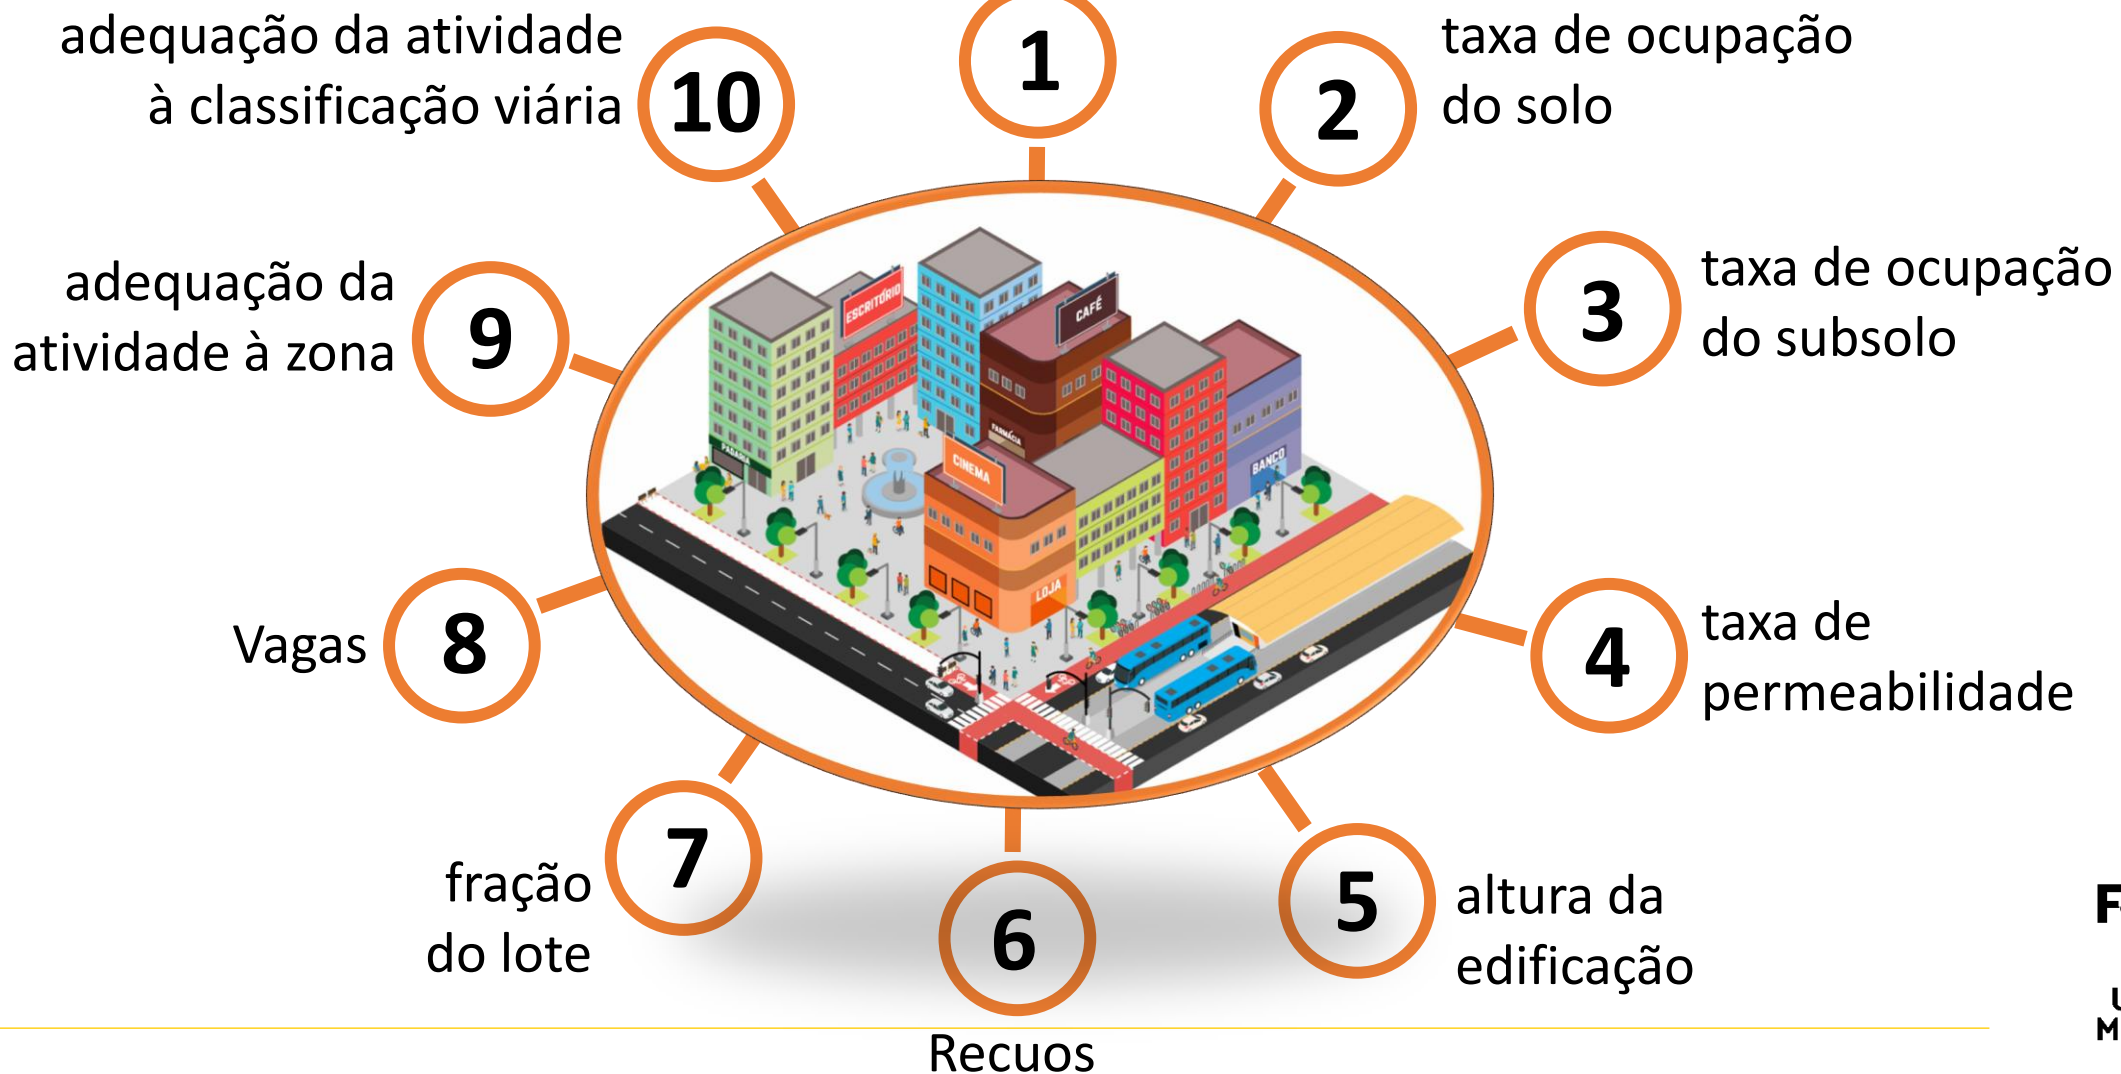 1
2
taxa de ocupação
do solo
3
taxa de ocupação
do subsolo
4
taxa de
permeabilidade
5
altura da
edificação
6
Recuos
7
fração
do lote
8
Vagas
9
adequação da
atividade à zona
10
adequação da atividade
à classificação viária
ESCRITÓRIO
CAFÉ
FARMÁCIA
PADARIA
CINEMA
BANCO
LOJA